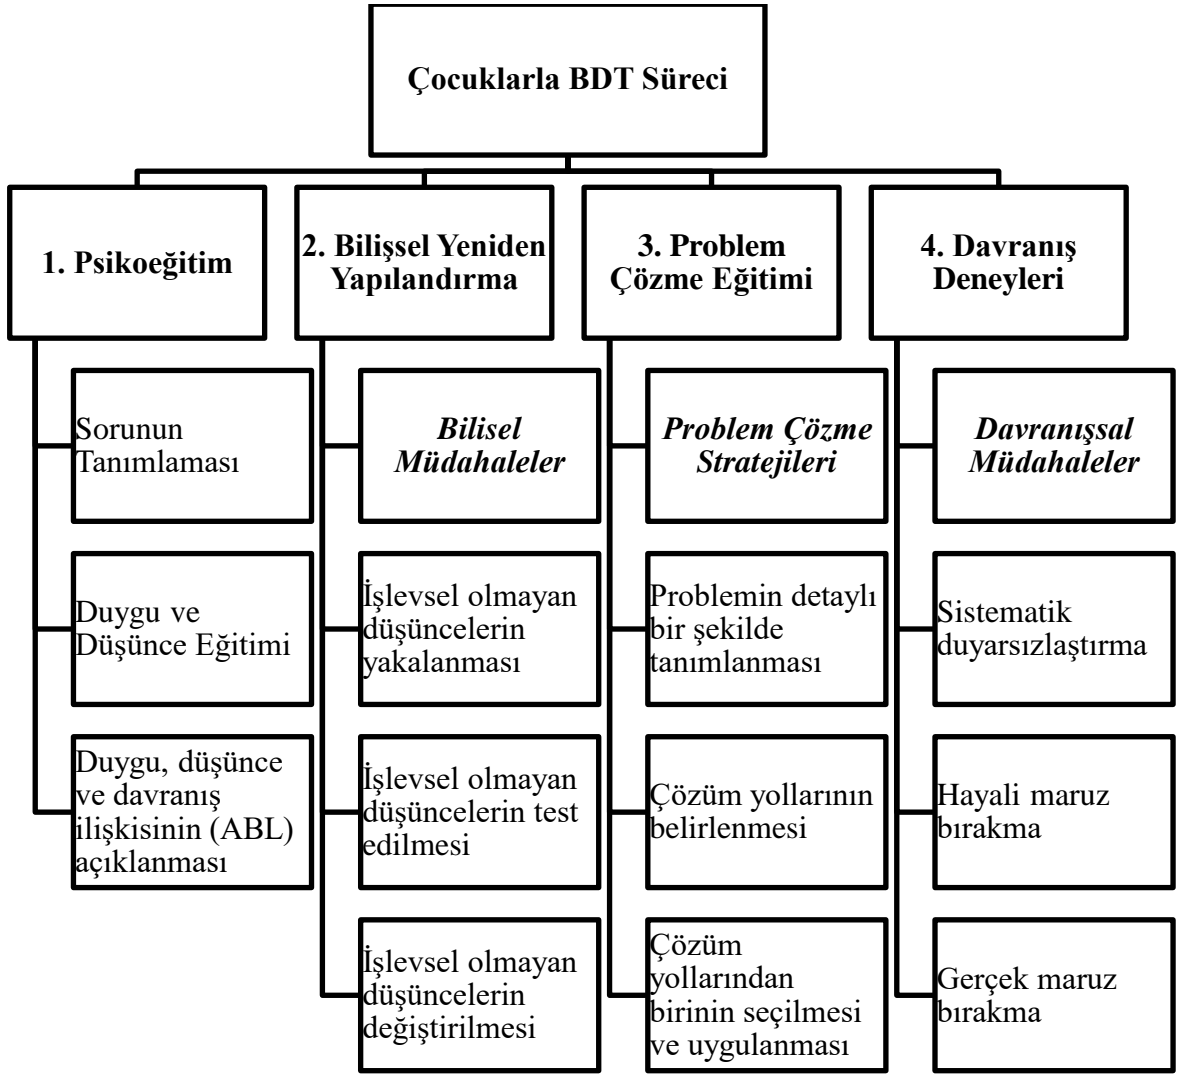 Çocuklarla BDT Süreci
1. Psikoeğitim
Sorunun
Tanımlaması
Duygu ve
Düşünce Eğitimi
Duygu, düşünce
ve davranış
ilişkisinin (ABL)
açıklanması
2. Bilişsel Yeniden
Yapılandırma
Bilisel
Müdahaleler
İşlevsel olmayan
düşüncelerin
yakalanması
İşlevsel olmayan
düşüncelerin test
edilmesi
İşlevsel olmayan
düşüncelerin
değiştirilmesi
3. Problem
Çözme Eğitimi
Problem Çözme
Stratejileri
Problemin detaylı
bir şekilde
tanımlanması
Çözüm yollarının
belirlenmesi
Çözüm
yollarından
birinin seçilmesi
ve uygulanması
4. Davranış
Deneyleri
Davranışsal
Müdahaleler
Sistematik
duyarsızlaştırma
Hayali maruz
bırakma
Gerçek maruz
bırakma